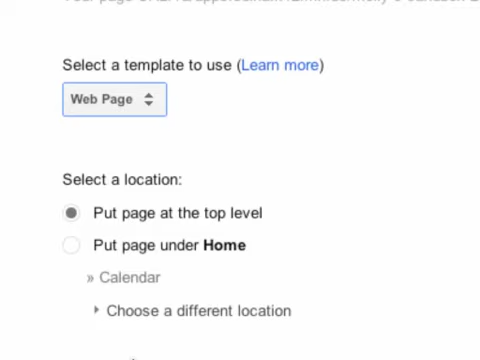 Select a template to use (Learn more)
Web Page
Select a location:
Put page at the top level
Put page under Home
» Calendar
Choose a different location